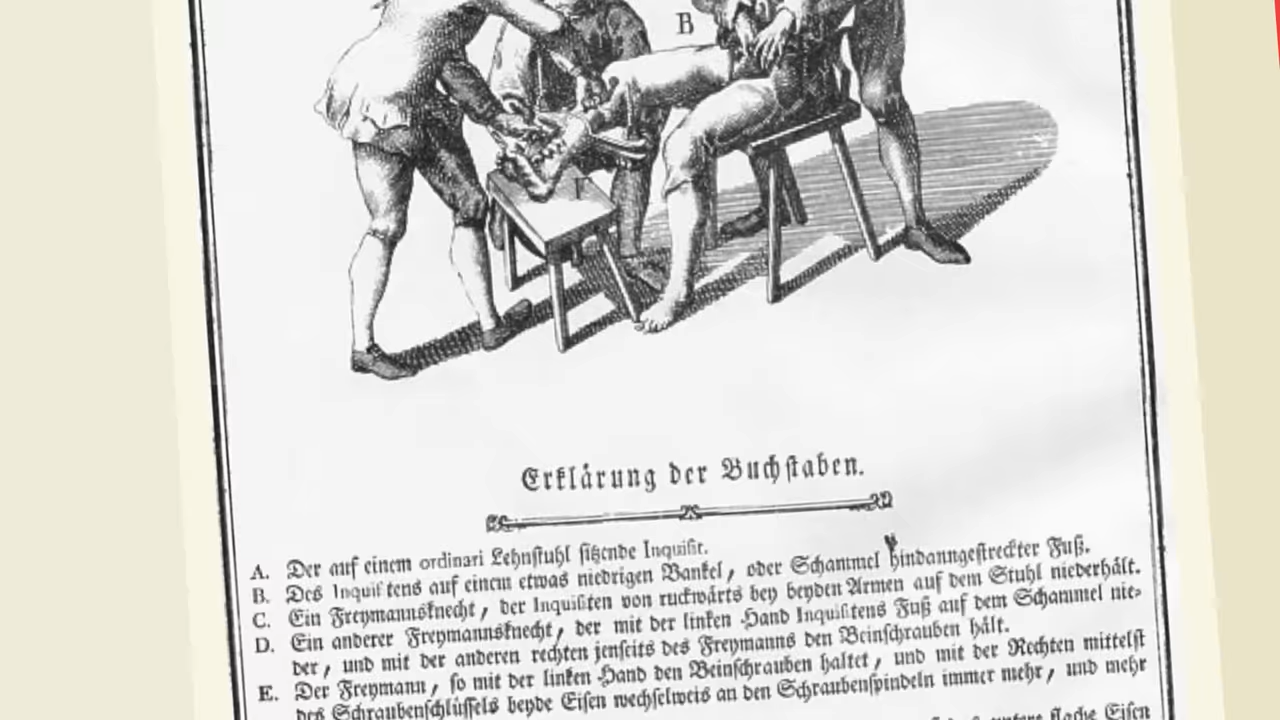 B
Erklärung der Buchstaben.
A. Der auf einem ordinari Lehnstuhl sitzende Inquisit.
B. Des Inquisitens auf einem etwas niedrigen Bankel, oder Schammel hindanngestreckter Fuß.
C. Ein Freymannsknecht, der Inquisiten von ruckwärts bey beyden Armen auf dem Stuhl niederhält.
D. Ein anderer Freymannsknecht, der mit der linken Hand Inquisitens Fuß auf dem Schammel nie-
der, und mit der anderen rechten jenseits des Freymanns den Beinschrauben hält.
E. Der Freymann, so mit der linken Hand den Beinschrauben haltet, und mit der Rechten mittelst
des Schraubenschlüssels beyde Eisen wechselweis an den Schraubenspindeln immer mehr, und mehr
untere flache Eisen